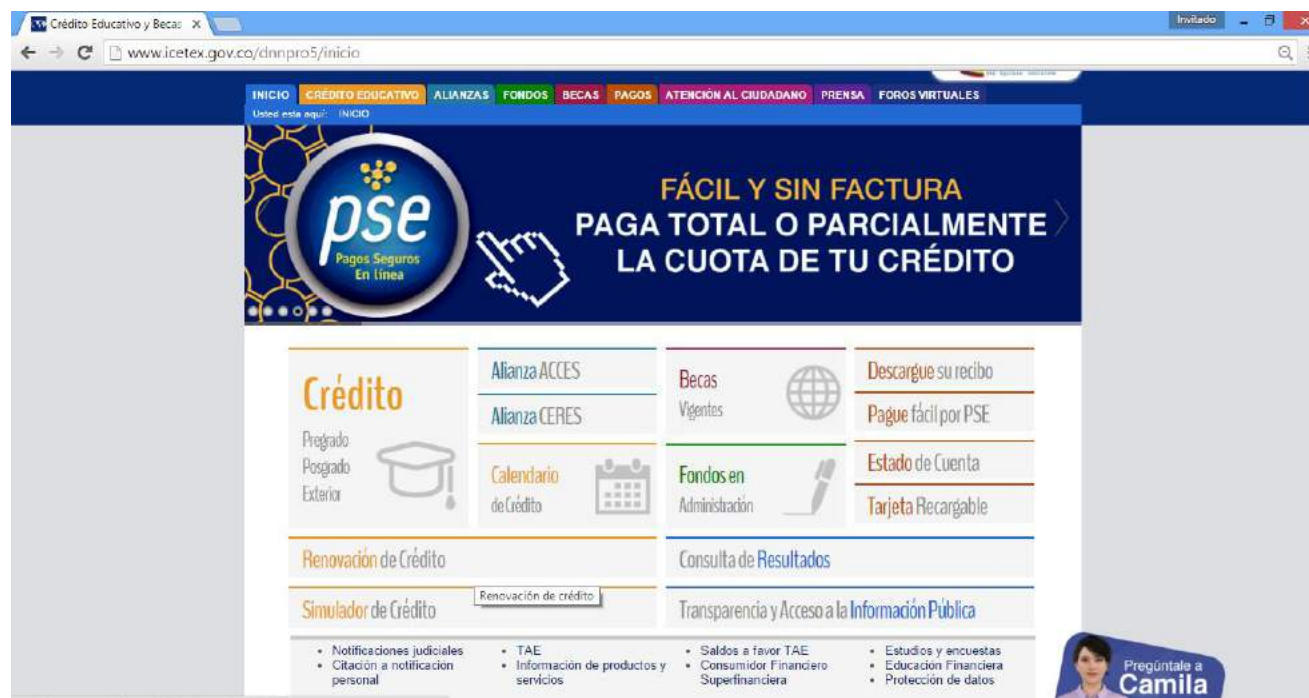 Crédito Educativo y Becas
Invitado
www.icetex.gov.co/dnnpro5/inicio
INICIO CRÉDITO EDUCATIVO ALIANZAS FONDOS BECAS PAGOS ATENCIÓN AL CIUDADANO PRENSA FOROS VIRTUALES
Usted esta aquí: INICIO
pse
Pagos Seguros
En línea
FÁCIL Y SIN FACTURA
PAGA TOTAL O PARCIALMENTE
LA CUOTA DE TU CRÉDITO
Crédito
Pregrado
Posgrado
Exterior
Alianza ACCES
Alianza CERES
Calendario
de Crédito
Becas
Vigentes
Fondos en
Administración
Descargue su recibo
Pague fácil por PSE
Estado de Cuenta
Tarjeta Recargable
Renovación de Crédito
Consulta de Resultados
Renovación de crédito
Simulador de Crédito
Transparencia y Acceso a la Información Pública
Notificaciones judiciales
Citación a notificación
personal
TAE
Información de productos y
servicios
Saldos a favor TAE
Consumidor Financiero
Superfinanciera
Estudios y encuestas
Educación Financiera
Protección de datos
Pregúntale a
Camila